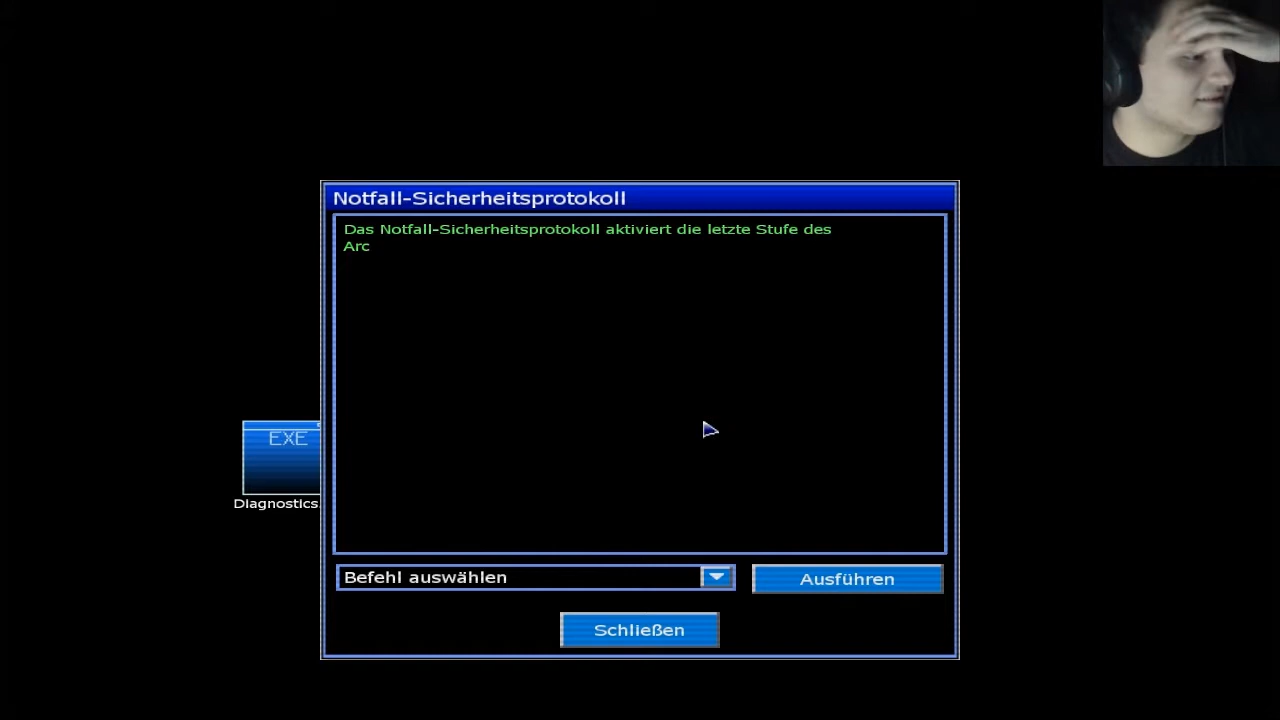 Notfall-Sicherheitsprotokoll
Das Notfall-Sicherheitsprotokoll aktiviert die letzte Stufe des
Arc
EXE
Diagnostics
Befehl auswählen
Ausführen
Schließen